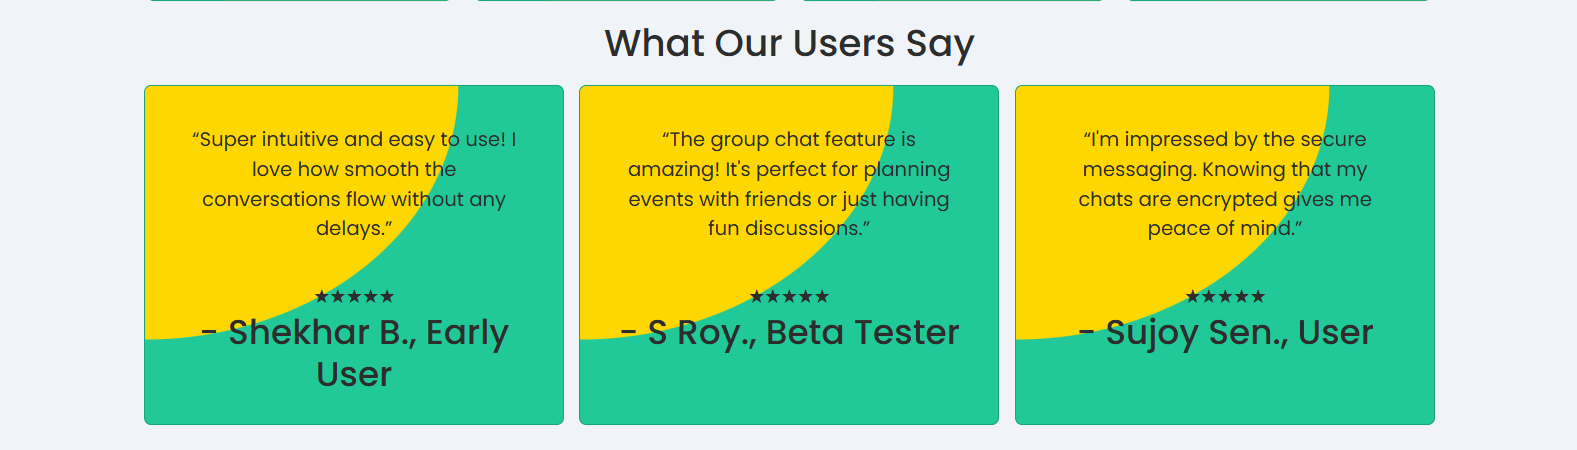 What Our Users Say
“Super intuitive and easy to use! I
love how smooth the
conversations flow without any
delays.”
★★★★★
- Shekhar B., Early
User
“The group chat feature is
amazing! It's perfect for planning
events with friends or just having
fun discussions.”
★★★★★
- S Roy., Beta Tester
“I'm impressed by the secure
messaging. Knowing that my
chats are encrypted gives me
peace of mind.”
★★★★★
- Sujoy Sen., User